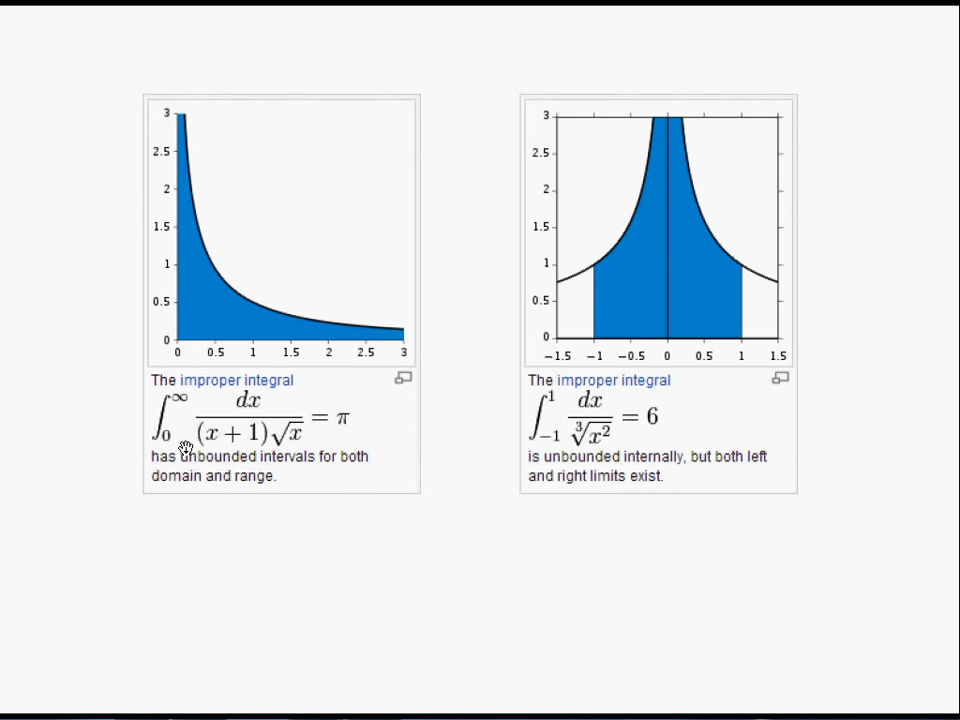 3
2.5
2
1.5
1
0.5
0
0 0.5 1 1.5 2 2.5 3
The improper integral
∫₀^∞ dx / ((x + 1)√x) = π
has unbounded intervals for both
domain and range.
3
2.5
2
1.5
1
0.5
0
−1.5 −1 −0.5 0 0.5 1 1.5
The improper integral
∫₋₁^1 dx / ∛(x²) = 6
is unbounded internally, but both left
and right limits exist.